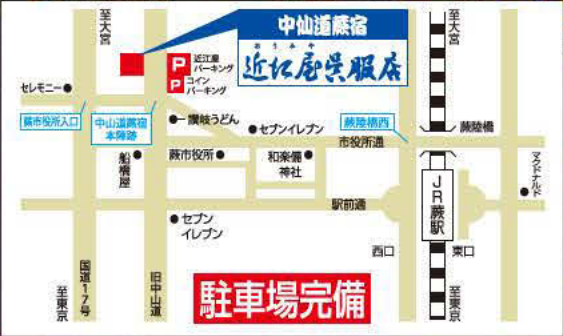 至大宮
中仙道蕨宿
おうみや
近江屋呉服店
至大宮
P
近江屋
パーキング
P
コイン
パーキング
セレモニー
蕨市役所入口
中山道蕨宿
本陣跡
讃岐うどん
セブンイレブン
蕨陸橋西
蕨陸橋
市役所通
船橋屋
蕨市役所
和楽備
神社
マクドナルド
JR蕨駅
駅前通
セブン
イレブン
西口
東口
国道17号
旧中山道
至東京
駐車場完備
至東京